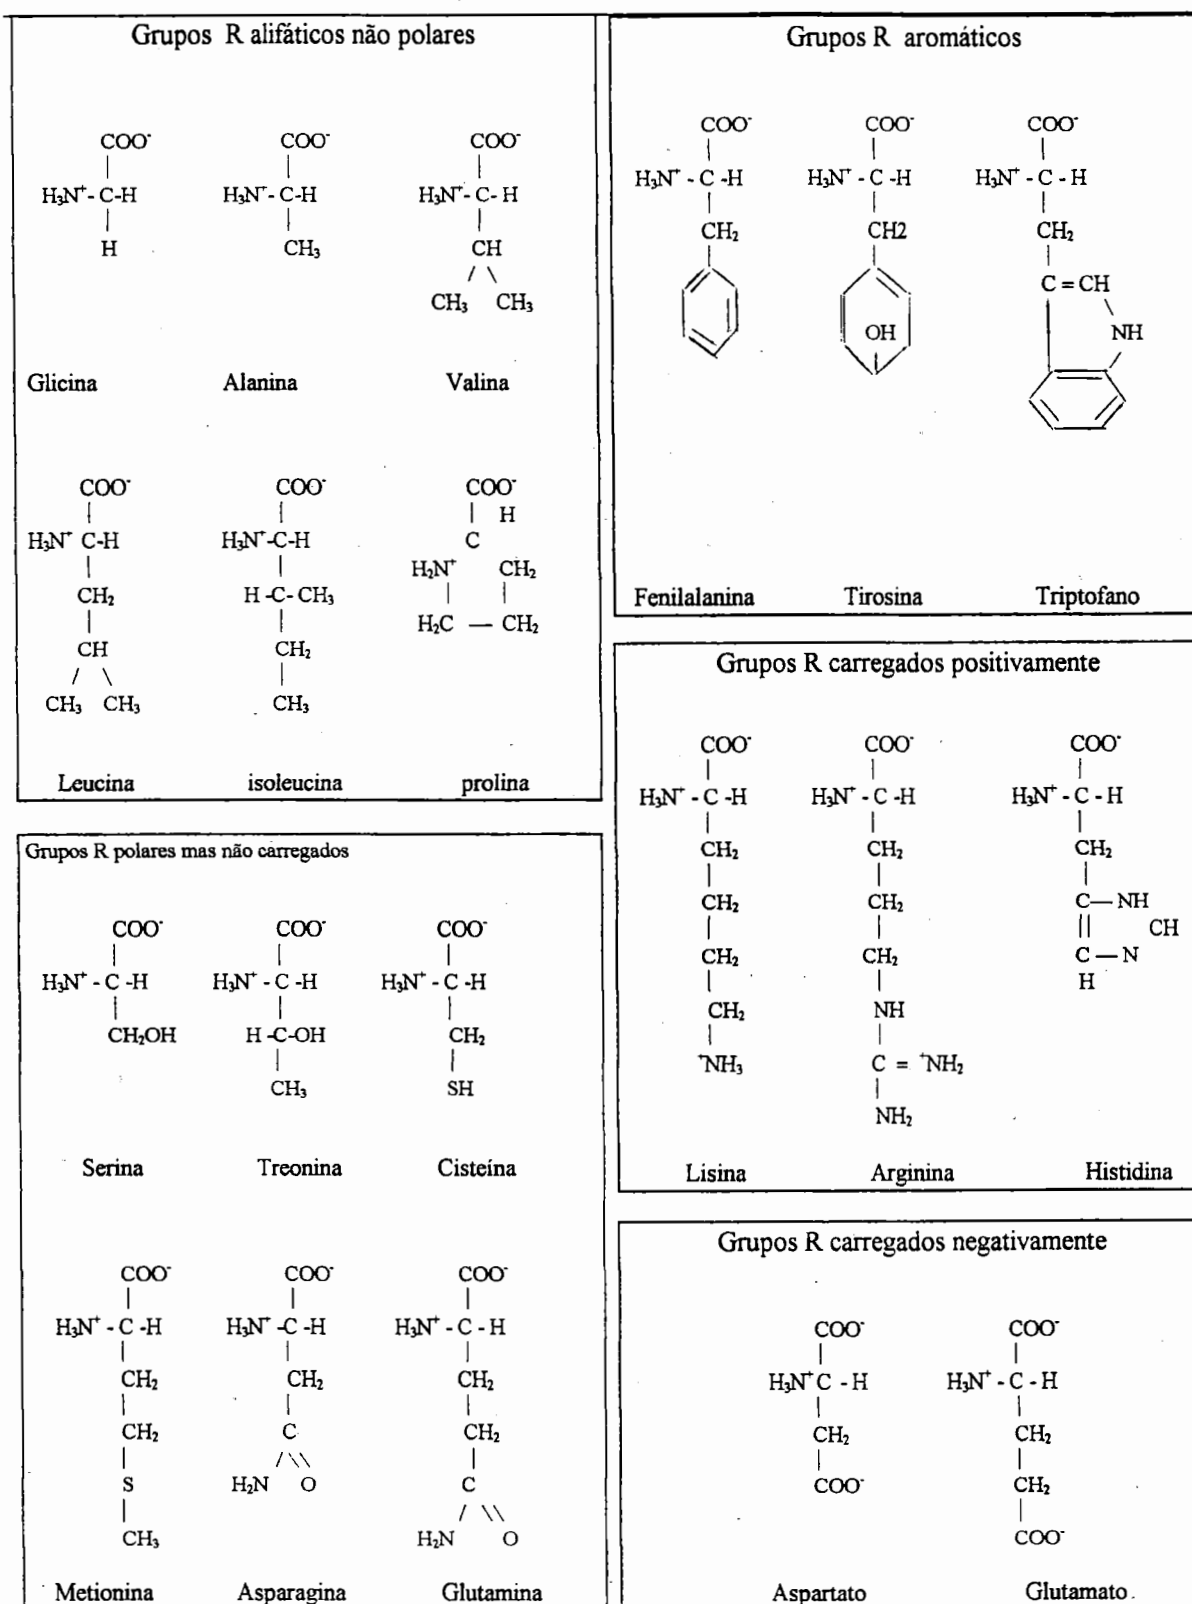 Grupos R alifáticos não polares
COO⁻ COO⁻ COO⁻
H₃N⁺- C-H H₃N⁺- C-H H₃N⁺- C- H
H CH₃ CH
CH₃ CH₃
Glicina Alanina Valina
COO⁻ COO⁻ COO⁻
H
H₃N⁺ C-H H₃N⁺-C-H C
H₂N⁺ CH₂
CH₂ H -C- CH₃
H₂C — CH₂
CH CH₂
CH₃ CH₃ CH₃
Leucina isoleucina prolina
Grupos R polares mas não carregados
COO⁻ COO⁻ COO⁻
H₃N⁺ - C -H H₃N⁺ - C -H H₃N⁺ - C -H
CH₂OH H -C-OH CH₂
CH₃ SH
Serina Treonina Cisteína
COO⁻ COO⁻ COO⁻
H₃N⁺ - C -H H₃N⁺ -C -H H₃N⁺ - C - H
CH₂ CH₂ CH₂
CH₂ C CH₂
S H₂N O C
CH₃ H₂N O
Metionina Asparagina Glutamina
Grupos R aromáticos
COO⁻ COO⁻ COO⁻
H₃N⁺ - C -H H₃N⁺ - C -H H₃N⁺ - C - H
CH₂ CH2 CH₂
C = CH
OH NH
Fenilalanina Tirosina Triptofano
Grupos R carregados positivamente
COO⁻ COO⁻ COO⁻
H₃N⁺ - C -H H₃N⁺ - C -H H₃N⁺ - C - H
CH₂ CH₂ CH₂
CH₂ CH₂ C — NH
CH
CH₂ CH₂ C — N
H
CH₂ NH
⁺NH₃ C = ⁺NH₂
NH₂
Lisina Arginina Histidina
Grupos R carregados negativamente
COO⁻ COO⁻
H₃N⁺ C - H H₃N⁺ - C - H
CH₂ CH₂
COO⁻ CH₂
COO⁻
Aspartato Glutamato